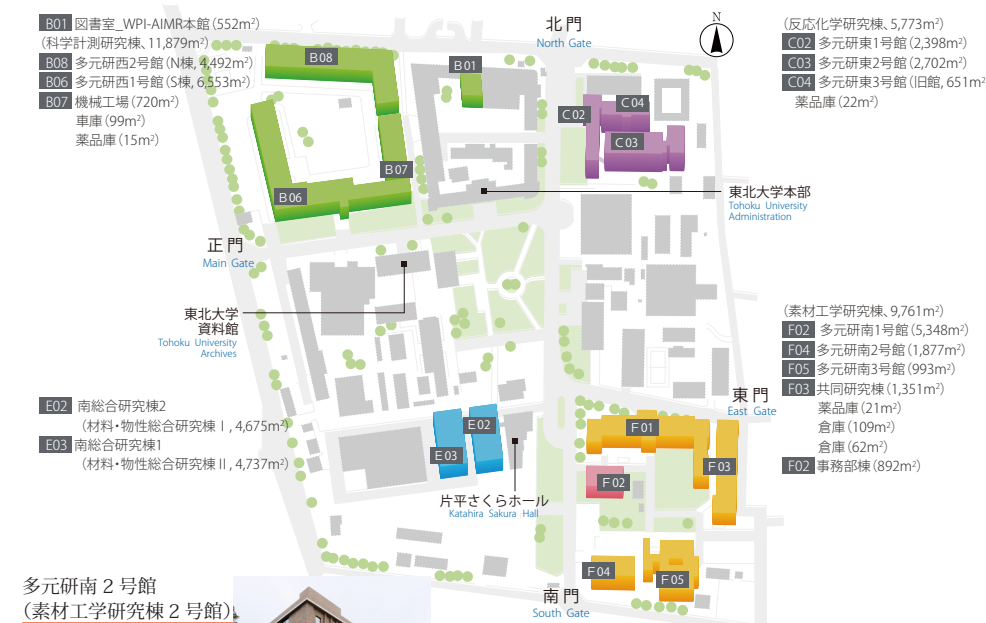 B01 図書室_WPI-AIMR本館(552m²)
(科学計測研究棟、11,879m²)
B08 多元研西2号館(N棟, 4,492m²)
B06 多元研西1号館(S棟, 6,553m²)
B07 機械工場(720m²)
車庫(99m²)
薬品庫(15m²)
北門
North Gate
N
(反応化学研究棟、5,773m²)
C02 多元研東1号館(2,398m²)
C03 多元研東2号館(2,702m²)
C04 多元研東3号館(旧館, 651m²
薬品庫(22m²)
B08
B01
C04
C02
C03
B07
B06
東北大学本部
Tohoku University
Administration
正門
Main Gate
東北大学
資料館
Tohoku University
Archives
(素材工学研究棟、9,761m²)
F02 多元研南1号館(5,348m²)
F04 多元研南2号館(1,877m²)
F05 多元研南3号館(993m²)
F03 共同研究棟(1,351m²)
薬品庫(21m²)
倉庫(109m²)
倉庫(62m²)
F02 事務部棟(892m²)
東門
East Gate
E02 南総合研究棟2
(材料・物性総合研究棟Ⅰ, 4,675m²)
E03 南総合研究棟1
(材料・物性総合研究棟Ⅱ, 4,737m²)
E02
E03
F01
F03
F02
片平さくらホール
Katahira Sakura Hall
F04
F05
南門
South Gate
多元研南2号館
(素材工学研究棟2号館)